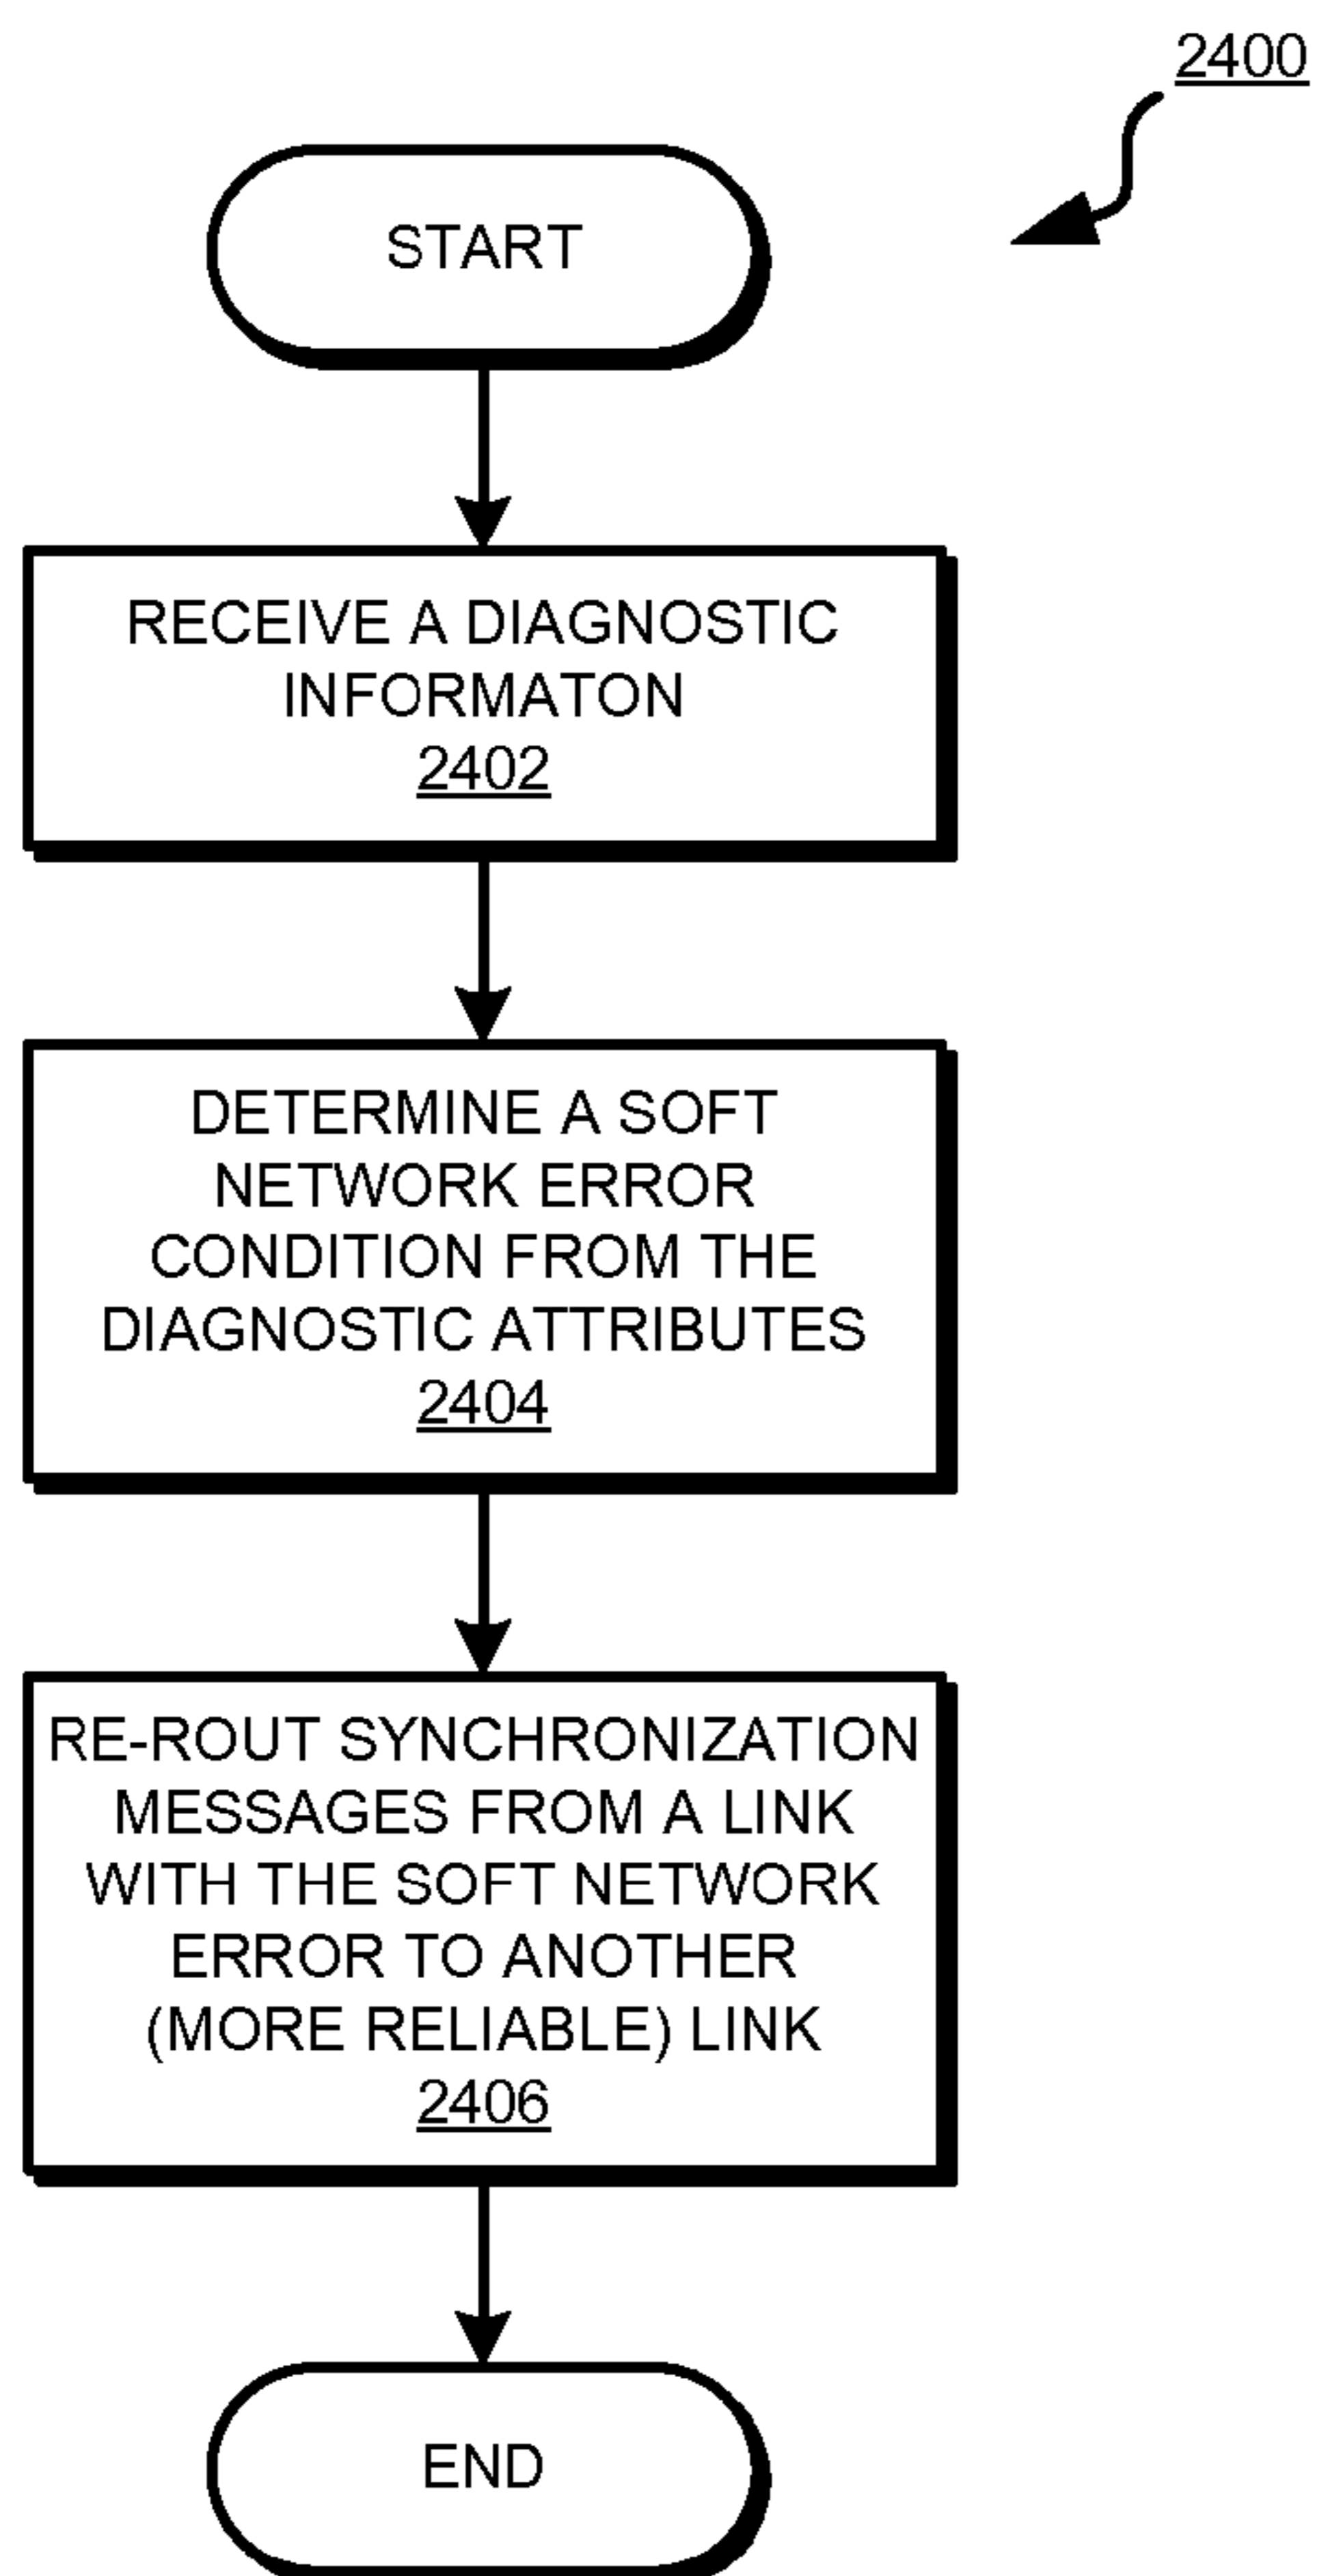 2400
START
RECEIVE A DIAGNOSTIC
INFORMATON
2402
DETERMINE A SOFT
NETWORK ERROR
CONDITION FROM THE
DIAGNOSTIC ATTRIBUTES
2404
RE-ROUT SYNCHRONIZATION
MESSAGES FROM A LINK
WITH THE SOFT NETWORK
ERROR TO ANOTHER
(MORE RELIABLE) LINK
2406
END